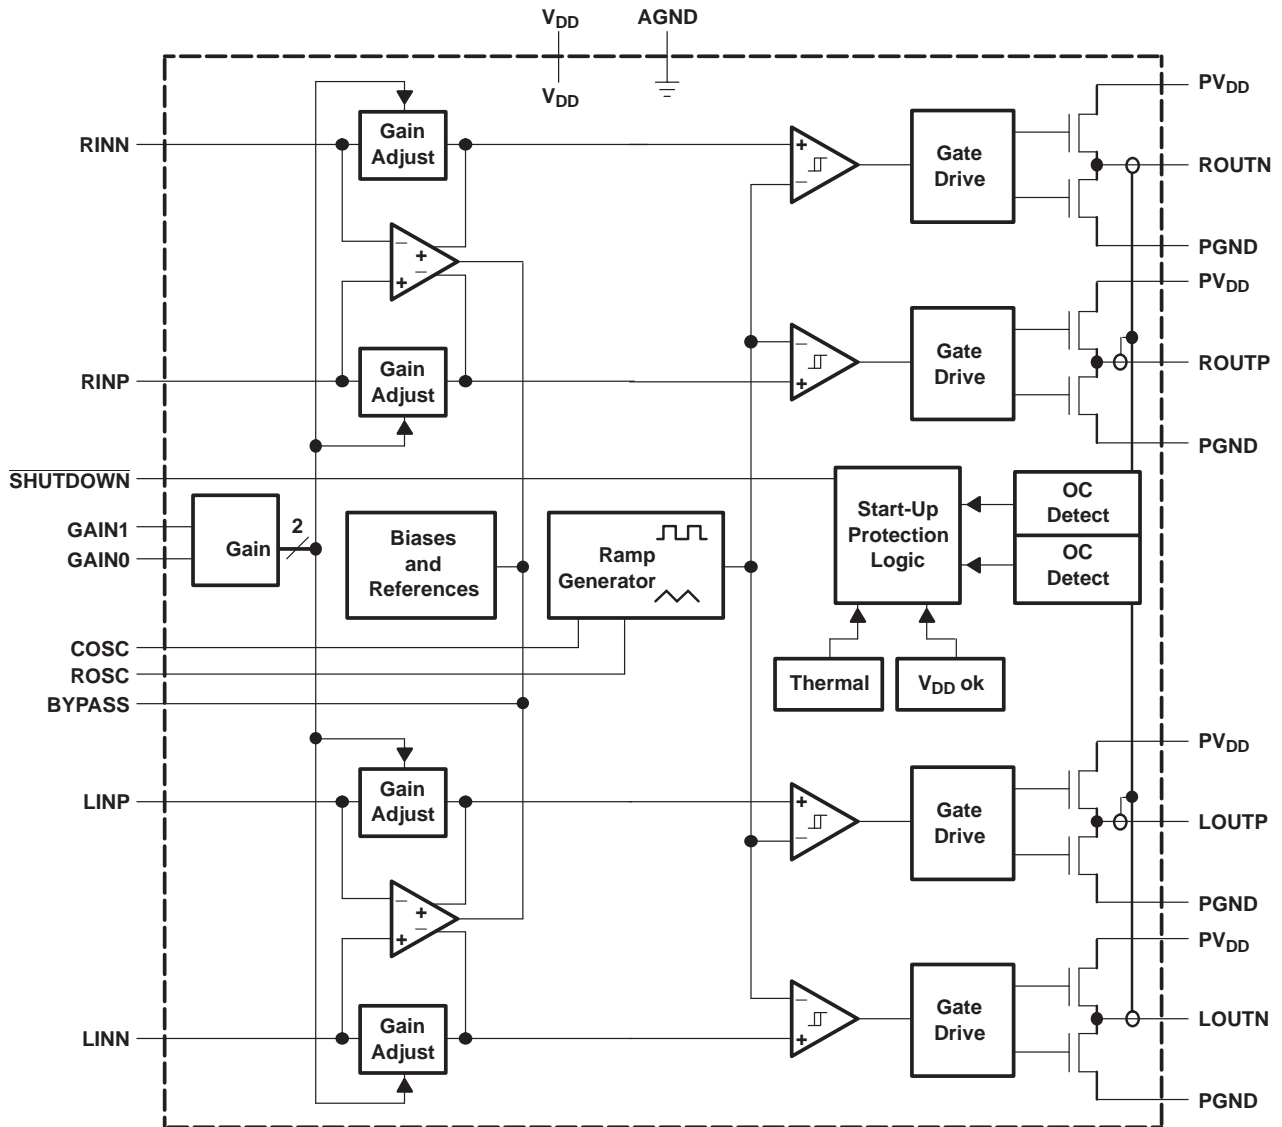 VDD
AGND
VDD
PVDD
RINN
Gain
Adjust
+
−
Gate
Drive
ROUTN
−
+
−
+
PGND
PVDD
RINP
Gain
Adjust
−
+
Gate
Drive
ROUTP
PGND
SHUTDOWN
GAIN1
GAIN0
Gain
2
Biases
and
References
Ramp
Generator
Start-Up
Protection
Logic
OC
Detect
OC
Detect
COSC
ROSC
BYPASS
Thermal
VDD ok
PVDD
LINP
Gain
Adjust
+
−
Gate
Drive
LOUTP
−
+
−
+
PGND
PVDD
LINN
Gain
Adjust
−
+
Gate
Drive
LOUTN
PGND